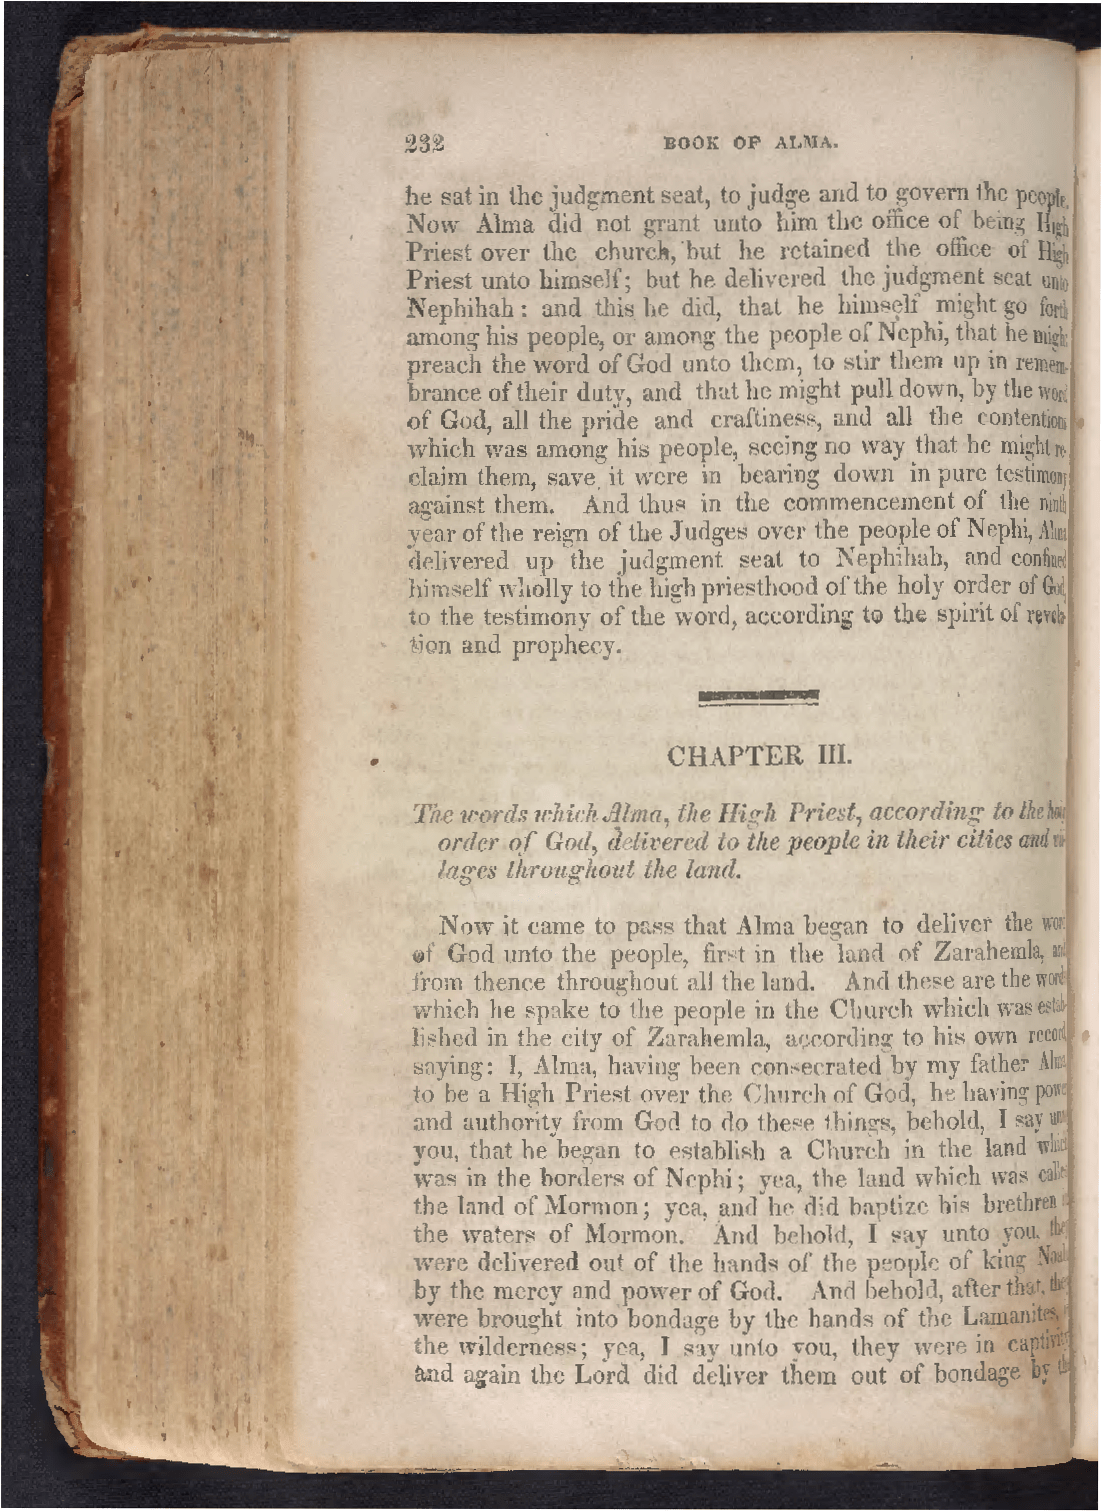 232 BOOK OF ALMA.
he sat in the judgment seat, to judge and to govern the people.
Now Alma did not grant unto him the office of being High
Priest over the church, but he retained the office of High
Priest unto himself; but he delivered the judgment seat unto
Nephihah: and this he did, that he himself might go forth
among his people, or among the people of Nephi, that he might
preach the word of God unto them, to stir them up in remem-
brance of their duty, and that he might pull down, by the word
of God, all the pride and craftiness, and all the contentions
which was among his people, seeing no way that he might re-
claim them, save it were in bearing down in pure testimony
against them. And thus in the commencement of the ninth
year of the reign of the Judges over the people of Nephi, Alma
delivered up the judgment seat to Nephihah, and confined
himself wholly to the high priesthood of the holy order of God,
to the testimony of the word, according to the spirit of revela-
tion and prophecy.
CHAPTER III.
The words which Alma, the High Priest, according to the holy
order of God, delivered to the people in their cities and vil-
lages throughout the land.
Now it came to pass that Alma began to deliver the word
of God unto the people, first in the land of Zarahemla, and
from thence throughout all the land. And these are the words
which he spake to the people in the Church which was estab-
lished in the city of Zarahemla, according to his own record,
saying: I, Alma, having been consecrated by my father Alma,
to be a High Priest over the Church of God, he having power
and authority from God to do these things, behold, I say unto
you, that he began to establish a Church in the land which
was in the borders of Nephi; yea, the land which was called
the land of Mormon; yea, and he did baptize his brethren
the waters of Mormon. And behold, I say unto you, they
were delivered out of the hands of the people of king Noah
by the mercy and power of God. And behold, after that, they
were brought into bondage by the hands of the Lamanites,
the wilderness; yea, I say unto you, they were in captivity
and again the Lord did deliver them out of bondage by